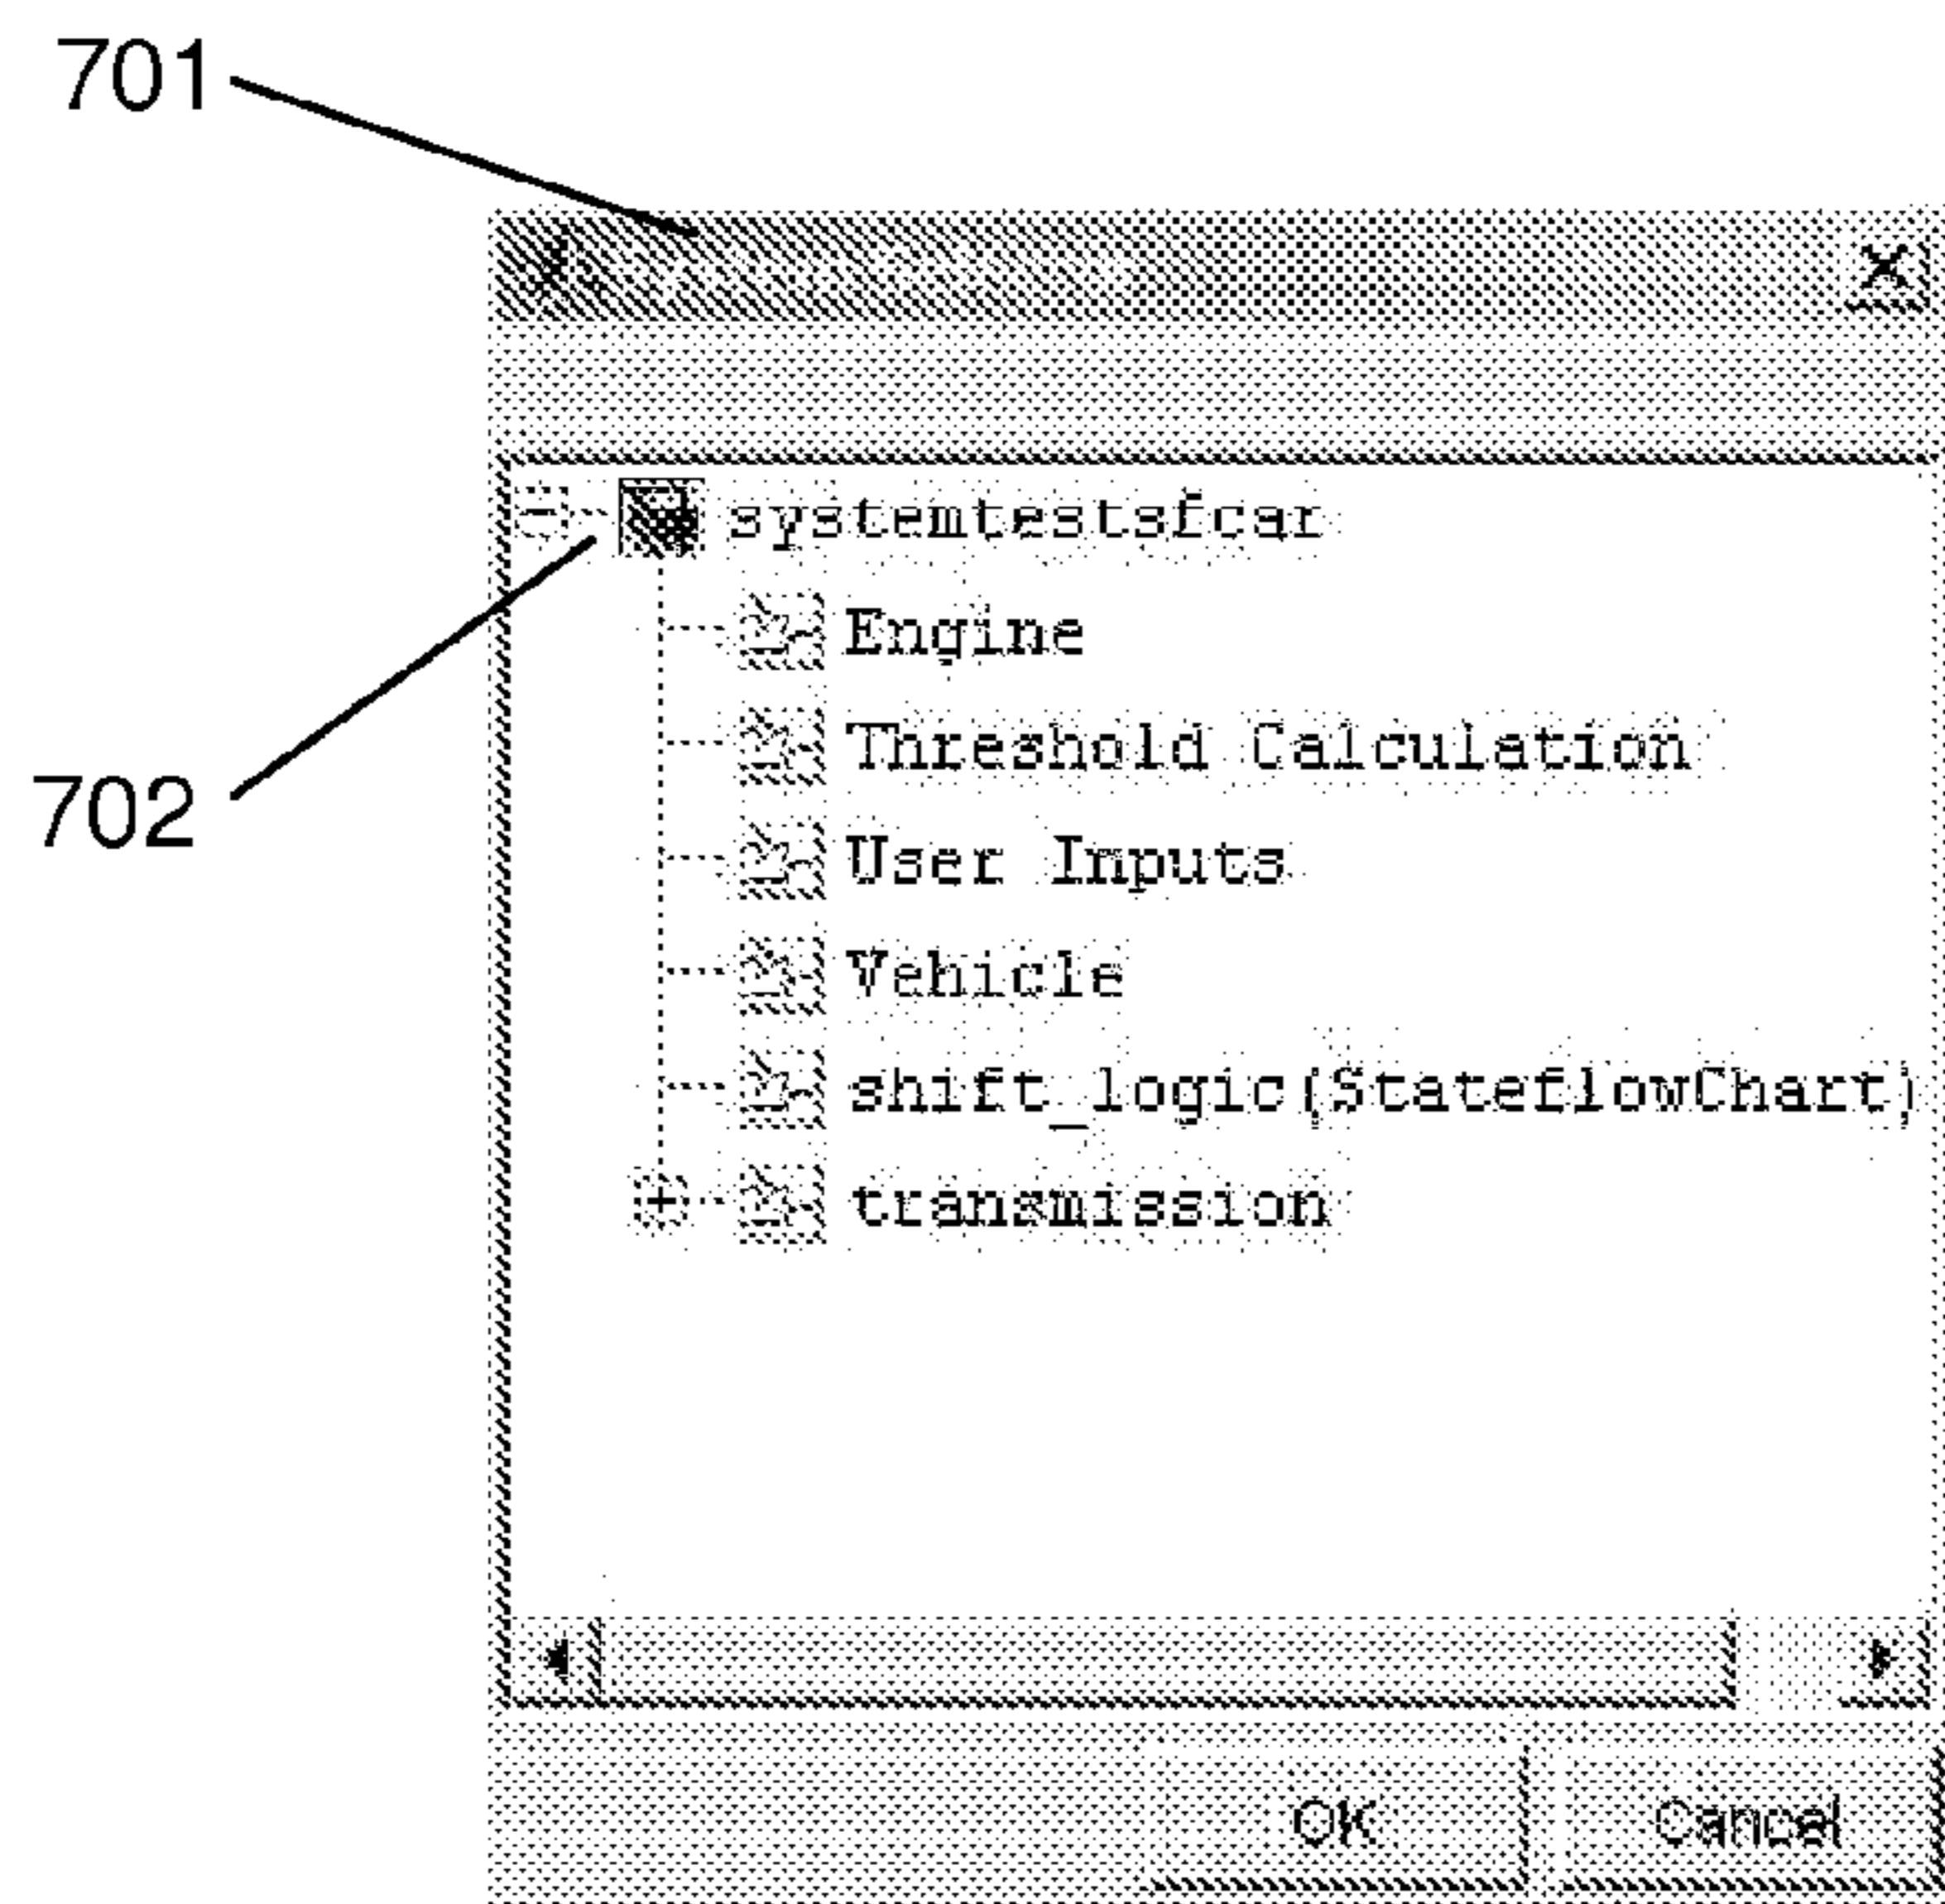 701
systemtestsfcar
Engine
Threshold Calculation
702
User Inputs
Vehicle
shift_logic(StateflowChart)
transmission
OK
Cancel